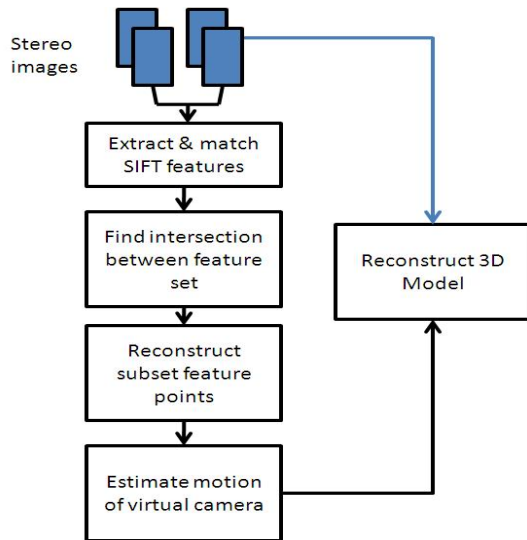 Stereo
images
Extract & match
SIFT features
Find intersection
between feature
set
Reconstruct 3D
Model
Reconstruct
subset feature
points
Estimate motion
of virtual camera